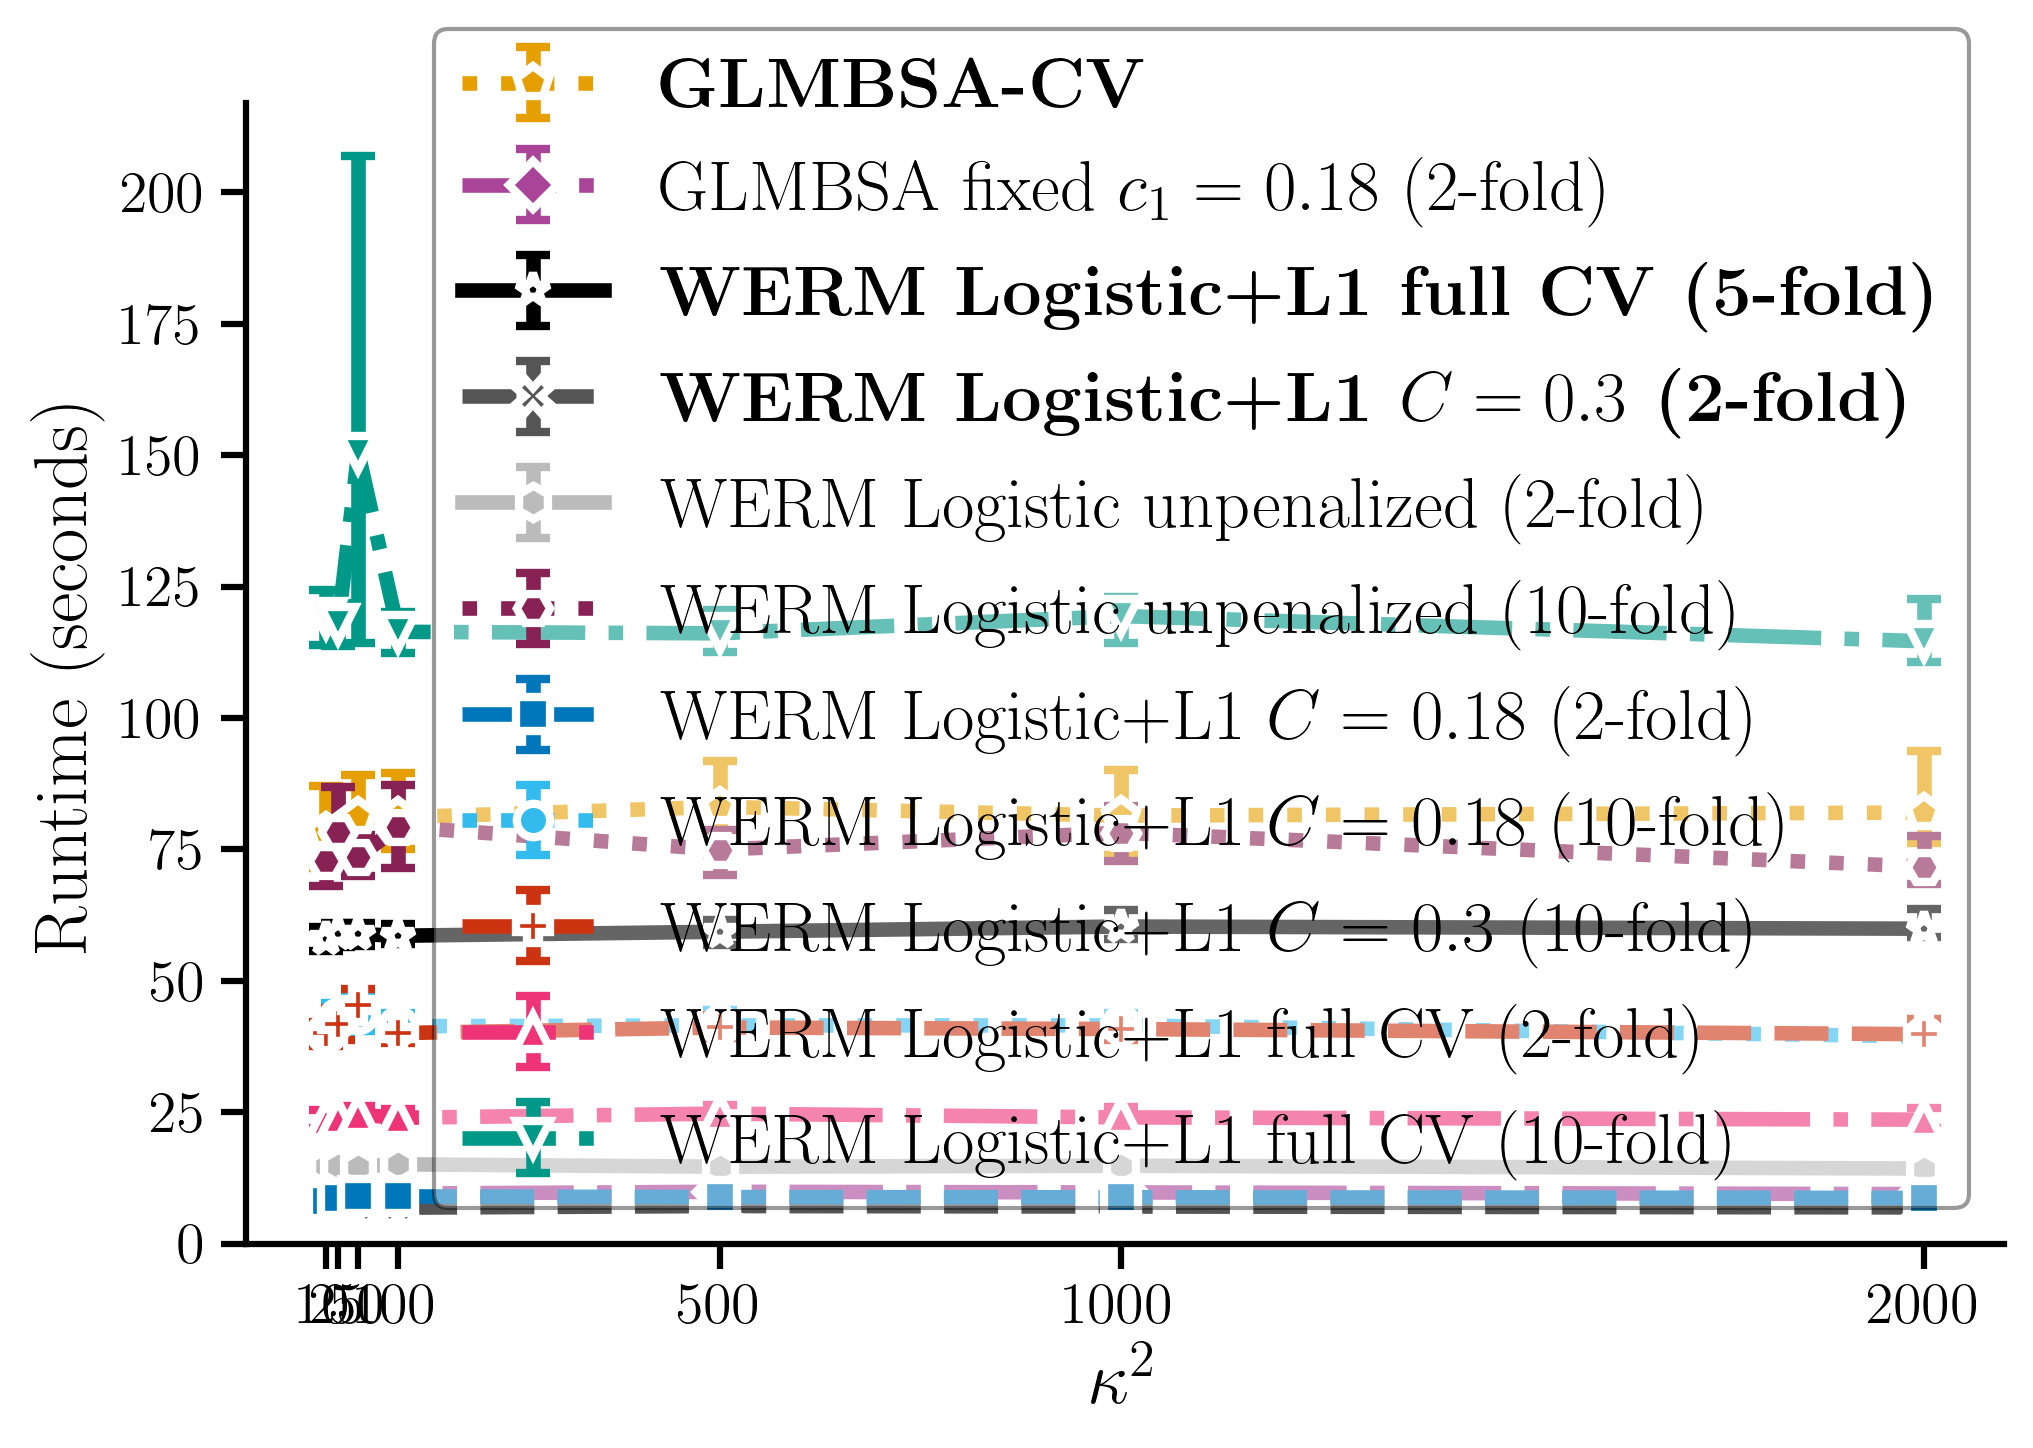 GLMBSA-CV
GLMBSA fixed c₁ = 0.18 (2-fold)
WERM Logistic+L1 full CV (5-fold)
WERM Logistic+L1 C = 0.3 (2-fold)
WERM Logistic unpenalized (2-fold)
WERM Logistic unpenalized (10-fold)
WERM Logistic+L1 C = 0.18 (2-fold)
WERM Logistic+L1 C = 0.18 (10-fold)
WERM Logistic+L1 C = 0.3 (10-fold)
WERM Logistic+L1 full CV (2-fold)
WERM Logistic+L1 full CV (10-fold)
Runtime (seconds)
200
175
150
125
100
75
50
25
0
500 1000 2000
κ²